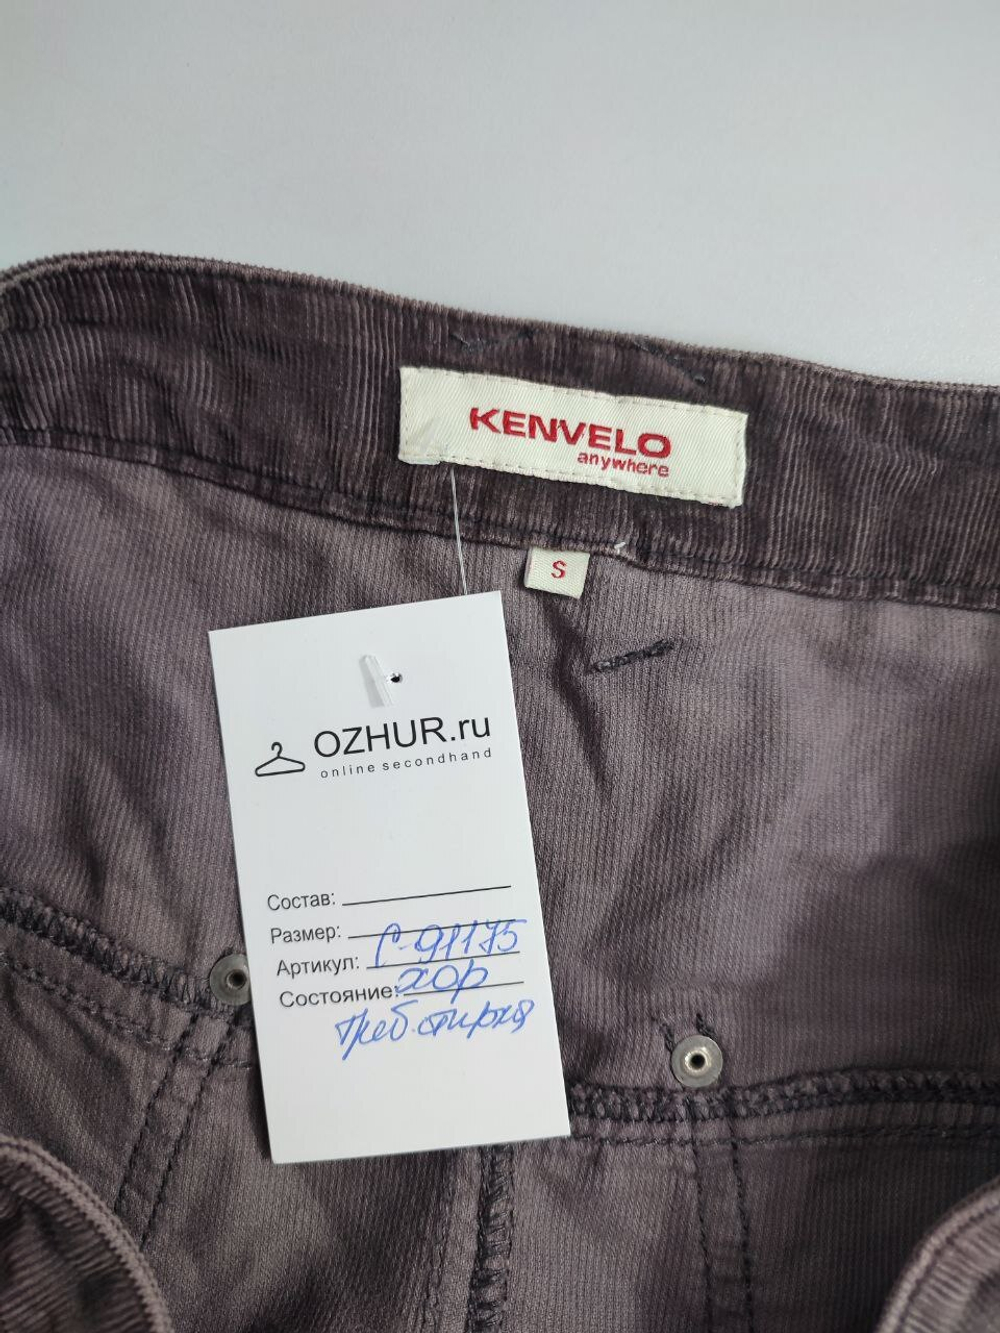 KENVELO
anywhere
S
OZHUR.ru
online secondhand
Состав:
Размер:
Артикул: С-91175
Состояние: хор
треб. стирка